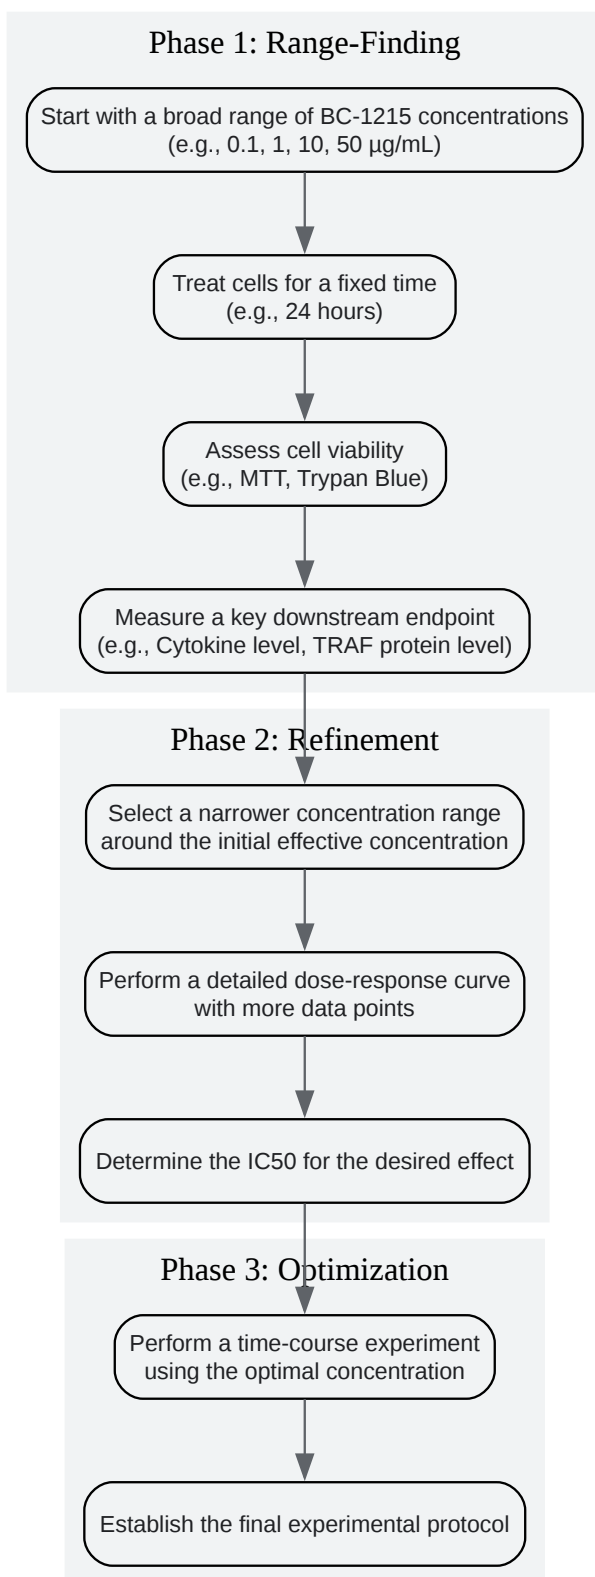 Phase 1: Range-Finding
Start with a broad range of BC-1215 concentrations
(e.g., 0.1, 1, 10, 50 µg/mL)
Treat cells for a fixed time
(e.g., 24 hours)
Assess cell viability
(e.g., MTT, Trypan Blue)
Measure a key downstream endpoint
(e.g., Cytokine level, TRAF protein level)
Phase 2: Refinement
Select a narrower concentration range
around the initial effective concentration
Perform a detailed dose-response curve
with more data points
Determine the IC50 for the desired effect
Phase 3: Optimization
Perform a time-course experiment
using the optimal concentration
Establish the final experimental protocol